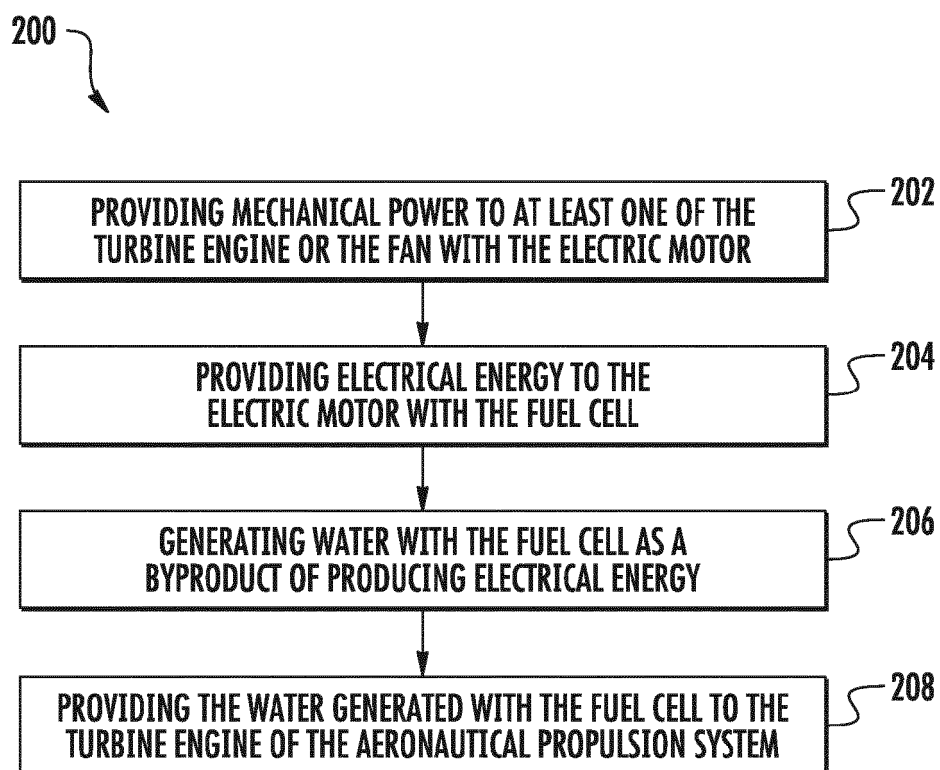 200
PROVIDING MECHANICAL POWER TO AT LEAST ONE OF THE
TURBINE ENGINE OR THE FAN WITH THE ELECTRIC MOTOR
202
PROVIDING ELECTRICAL ENERGY TO THE
ELECTRIC MOTOR WITH THE FUEL CELL
204
GENERATING WATER WITH THE FUEL CELL AS A
BYPRODUCT OF PRODUCING ELECTRICAL ENERGY
206
PROVIDING THE WATER GENERATED WITH THE FUEL CELL TO THE
TURBINE ENGINE OF THE AERONAUTICAL PROPULSION SYSTEM
208